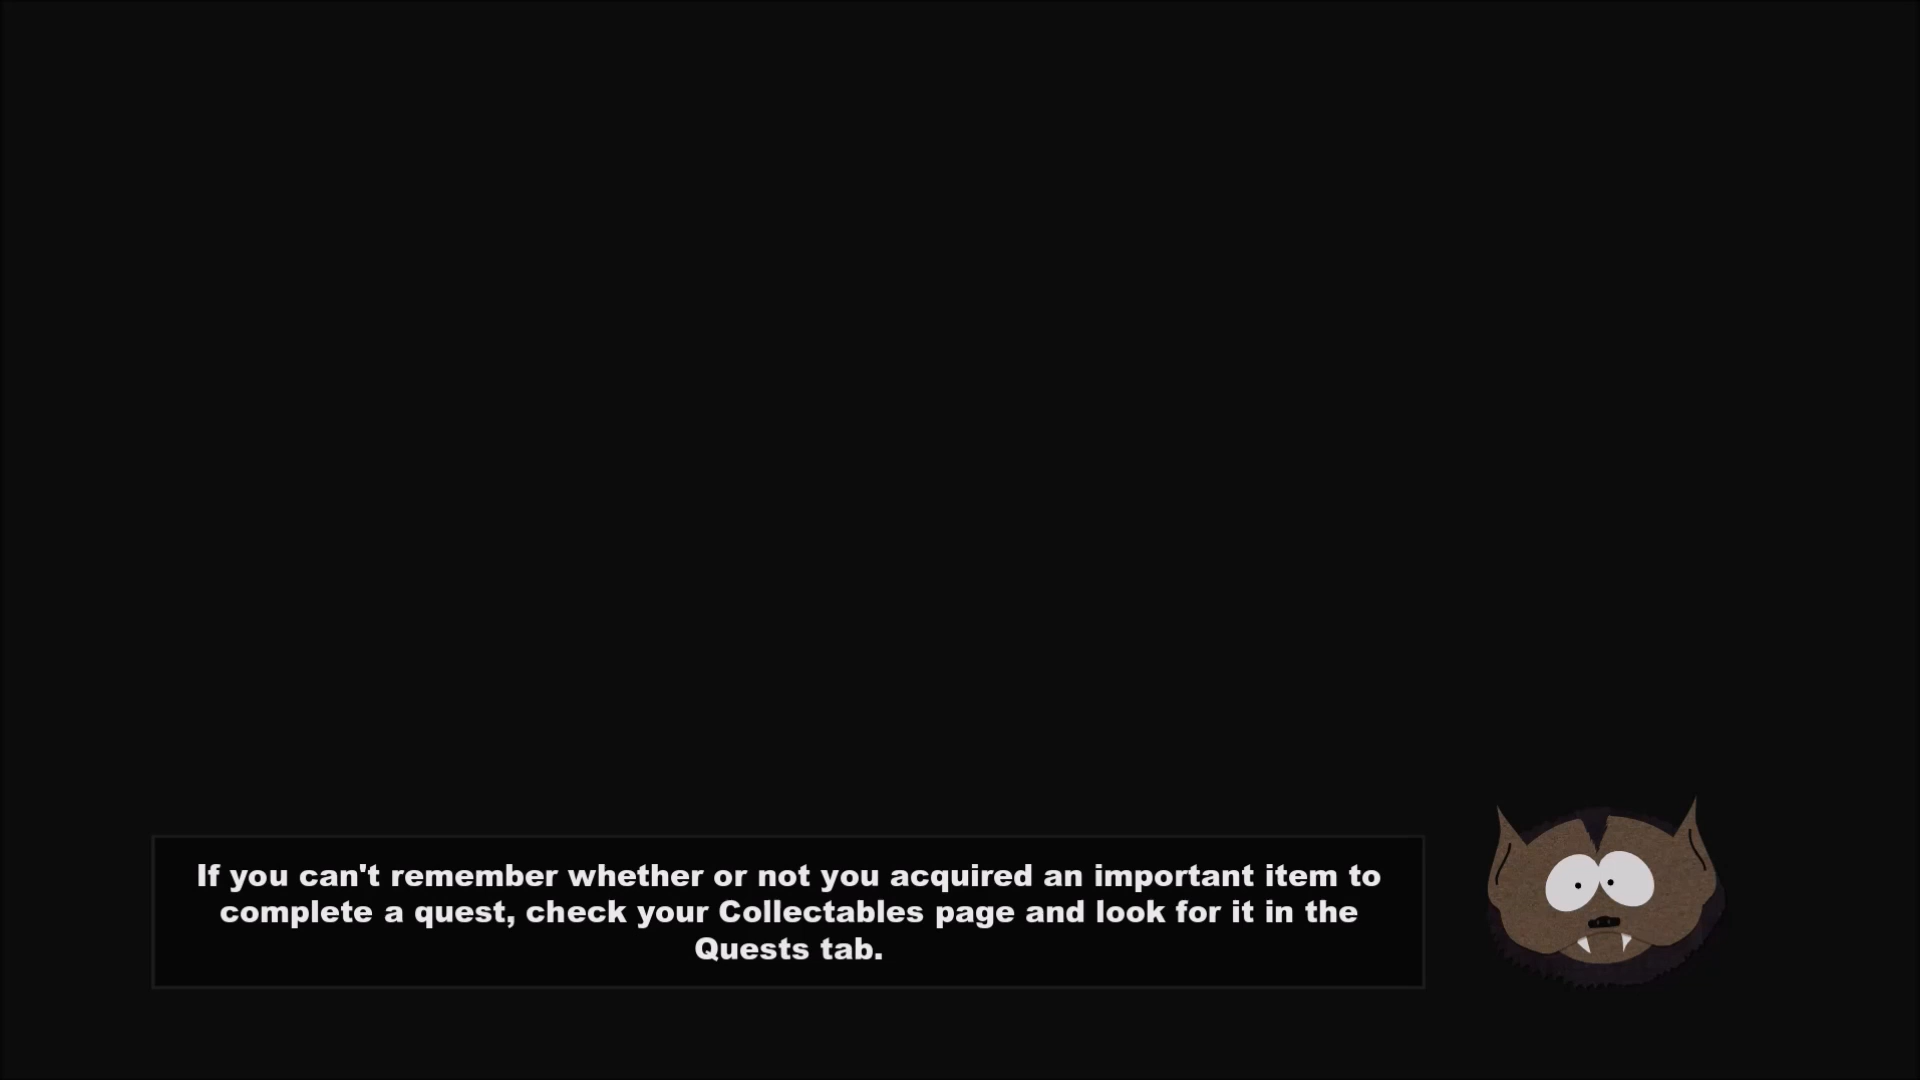 If you can't remember whether or not you acquired an important item to
complete a quest, check your Collectables page and look for it in the
Quests tab.